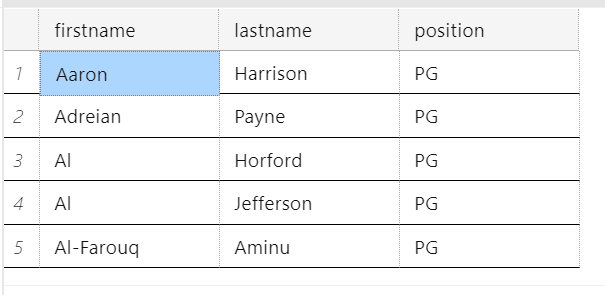 firstname lastname position
1 Aaron Harrison PG
2 Adreian Payne PG
3 Al Horford PG
4 Al Jefferson PG
5 Al-Farouq Aminu PG